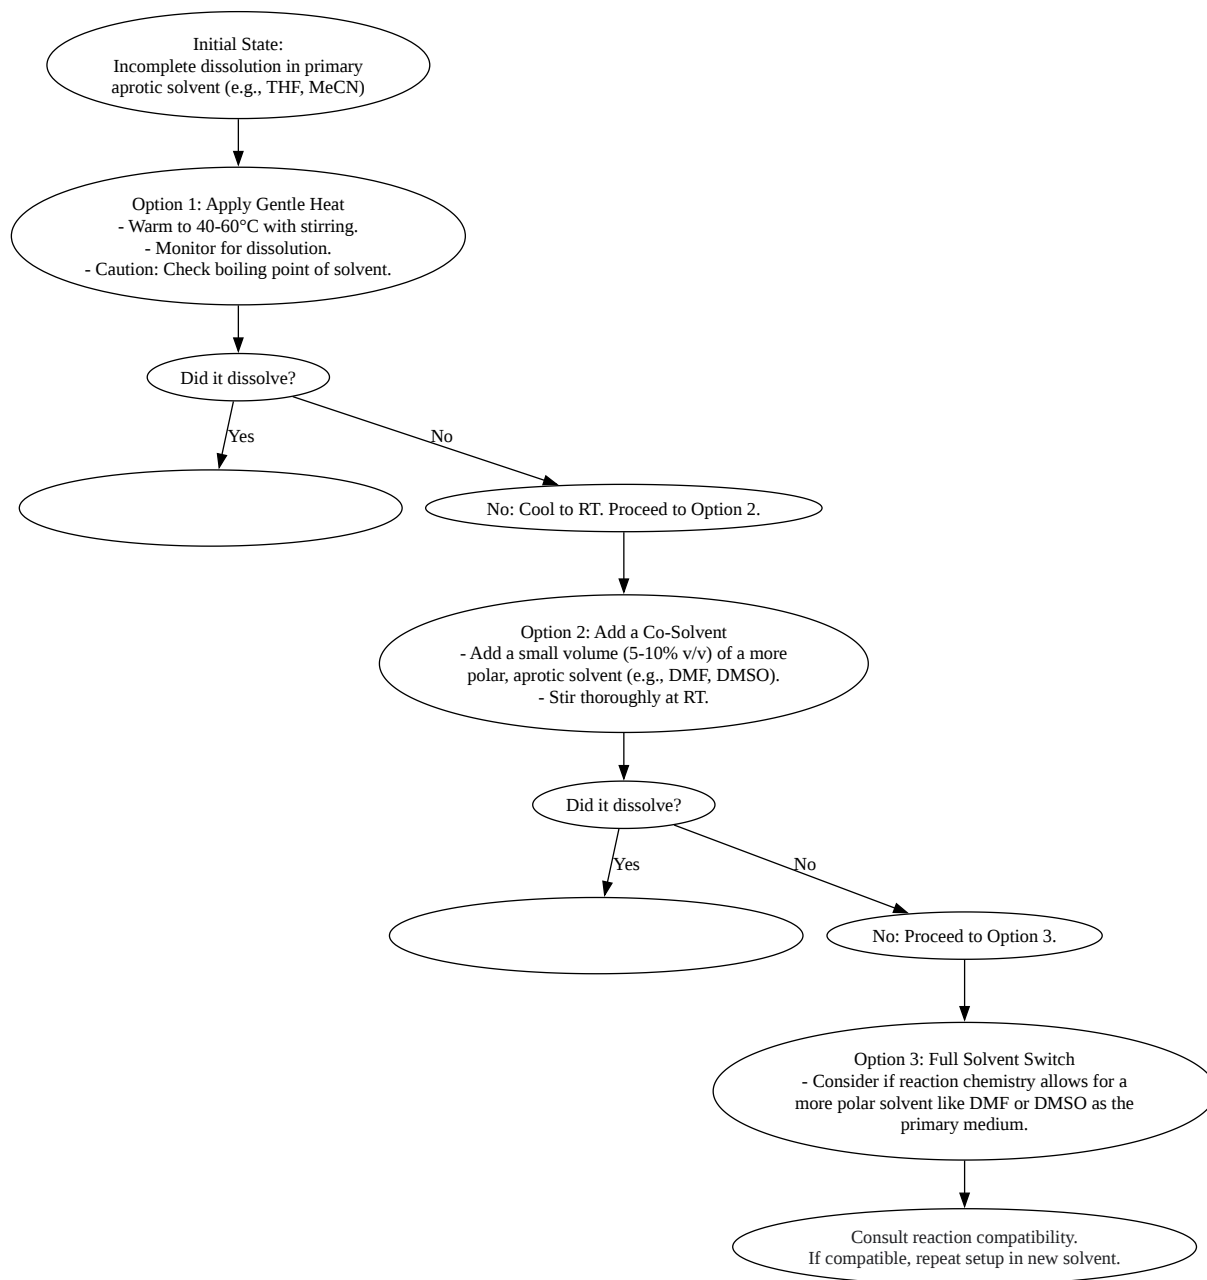 Initial State:
Incomplete dissolution in primary
aprotic solvent (e.g., THF, MeCN)
Option 1: Apply Gentle Heat
- Warm to 40-60°C with stirring.
- Monitor for dissolution.
- Caution: Check boiling point of solvent.
Did it dissolve?
Yes
No
No: Cool to RT. Proceed to Option 2.
Option 2: Add a Co-Solvent
- Add a small volume (5-10% v/v) of a more
polar, aprotic solvent (e.g., DMF, DMSO).
- Stir thoroughly at RT.
Did it dissolve?
Yes
No
No: Proceed to Option 3.
Option 3: Full Solvent Switch
- Consider if reaction chemistry allows for a
more polar solvent like DMF or DMSO as the
primary medium.
Consult reaction compatibility.
If compatible, repeat setup in new solvent.